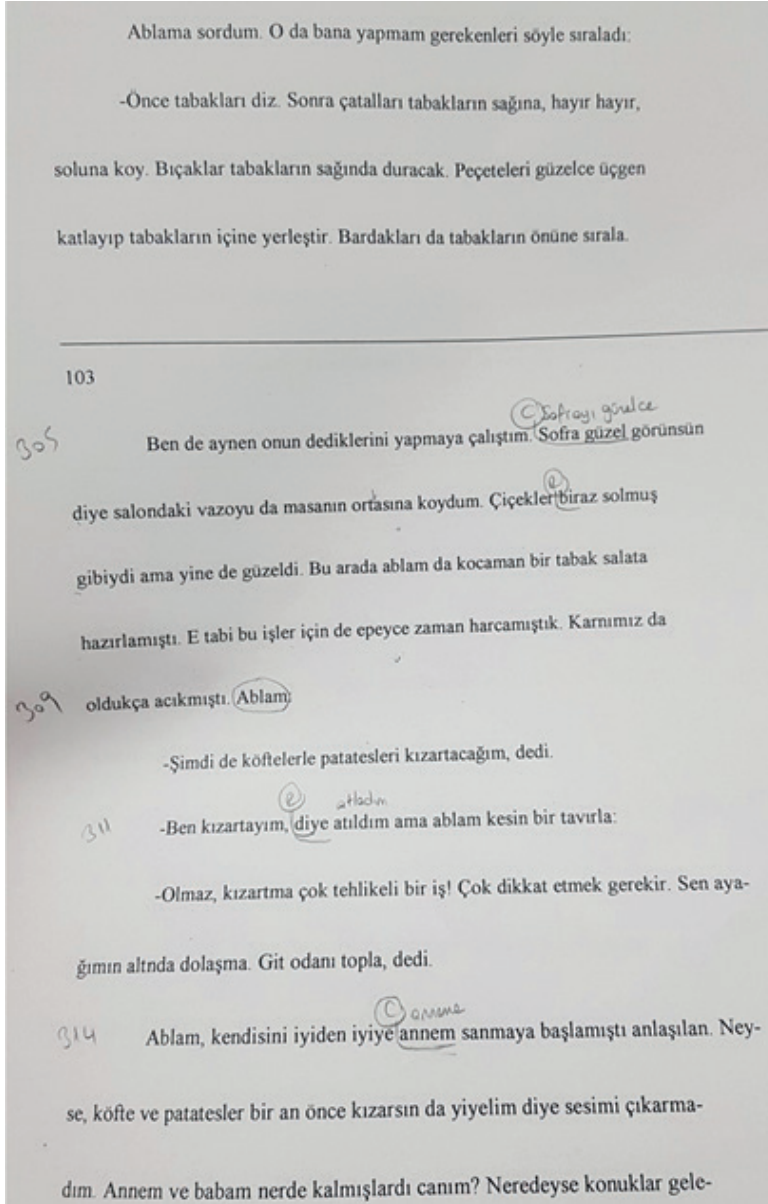 Ablama sordum. O da bana yapmam gerekenleri söyle sıraladı:
-Önce tabakları diz. Sonra çatalları tabakların sağına, hayır hayır,
soluna koy. Bıçaklar tabakların sağında duracak. Peçeteleri güzelce üçgen
katlayıp tabakların içine yerleştir. Bardakları da tabakların önüne sırala.
103
C Sofrayı güzelce
305 Ben de aynen onun dediklerini yapmaya çalıştım. Sofra güzel görünsün
e
diye salondaki vazoyu da masanın ortasına koydum. Çiçekler biraz solmuş
gibiydi ama yine de güzeldi. Bu arada ablam da kocaman bir tabak salata
hazırlamıştı. E tabi bu işler için de epeyce zaman harcamıştık. Karnımız da
309 oldukça acıkmıştı. Ablam:
-Şimdi de köftelerle patatesleri kızartacağım, dedi.
e atladım
311 -Ben kızartayım, diye atıldım ama ablam kesin bir tavırla:
-Olmaz, kızartma çok tehlikeli bir iş! Çok dikkat etmek gerekir. Sen aya-
ğımın altnda dolaşma. Git odanı topla, dedi.
C anneme
314 Ablam, kendisini iyiden iyiye annem sanmaya başlamıştı anlaşılan. Ney-
se, köfte ve patatesler bir an önce kızarsın da yiyelim diye sesimi çıkarma-
dım. Annem ve babam nerde kalmışlardı canım? Neredeyse konuklar gele-